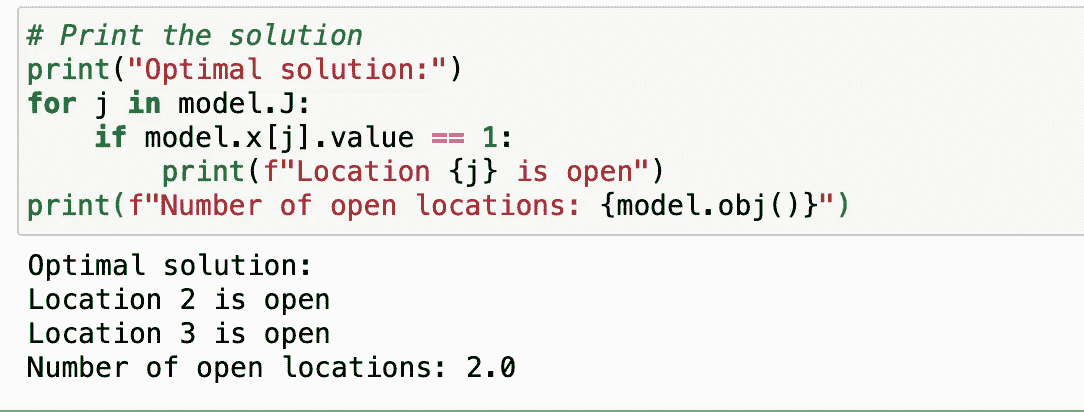 # Print the solution
print("Optimal solution:")
for j in model.J:
    if model.x[j].value == 1:
        print(f"Location {j} is open")
print(f"Number of open locations: {model.obj()}")
Optimal solution:
Location 2 is open
Location 3 is open
Number of open locations: 2.0